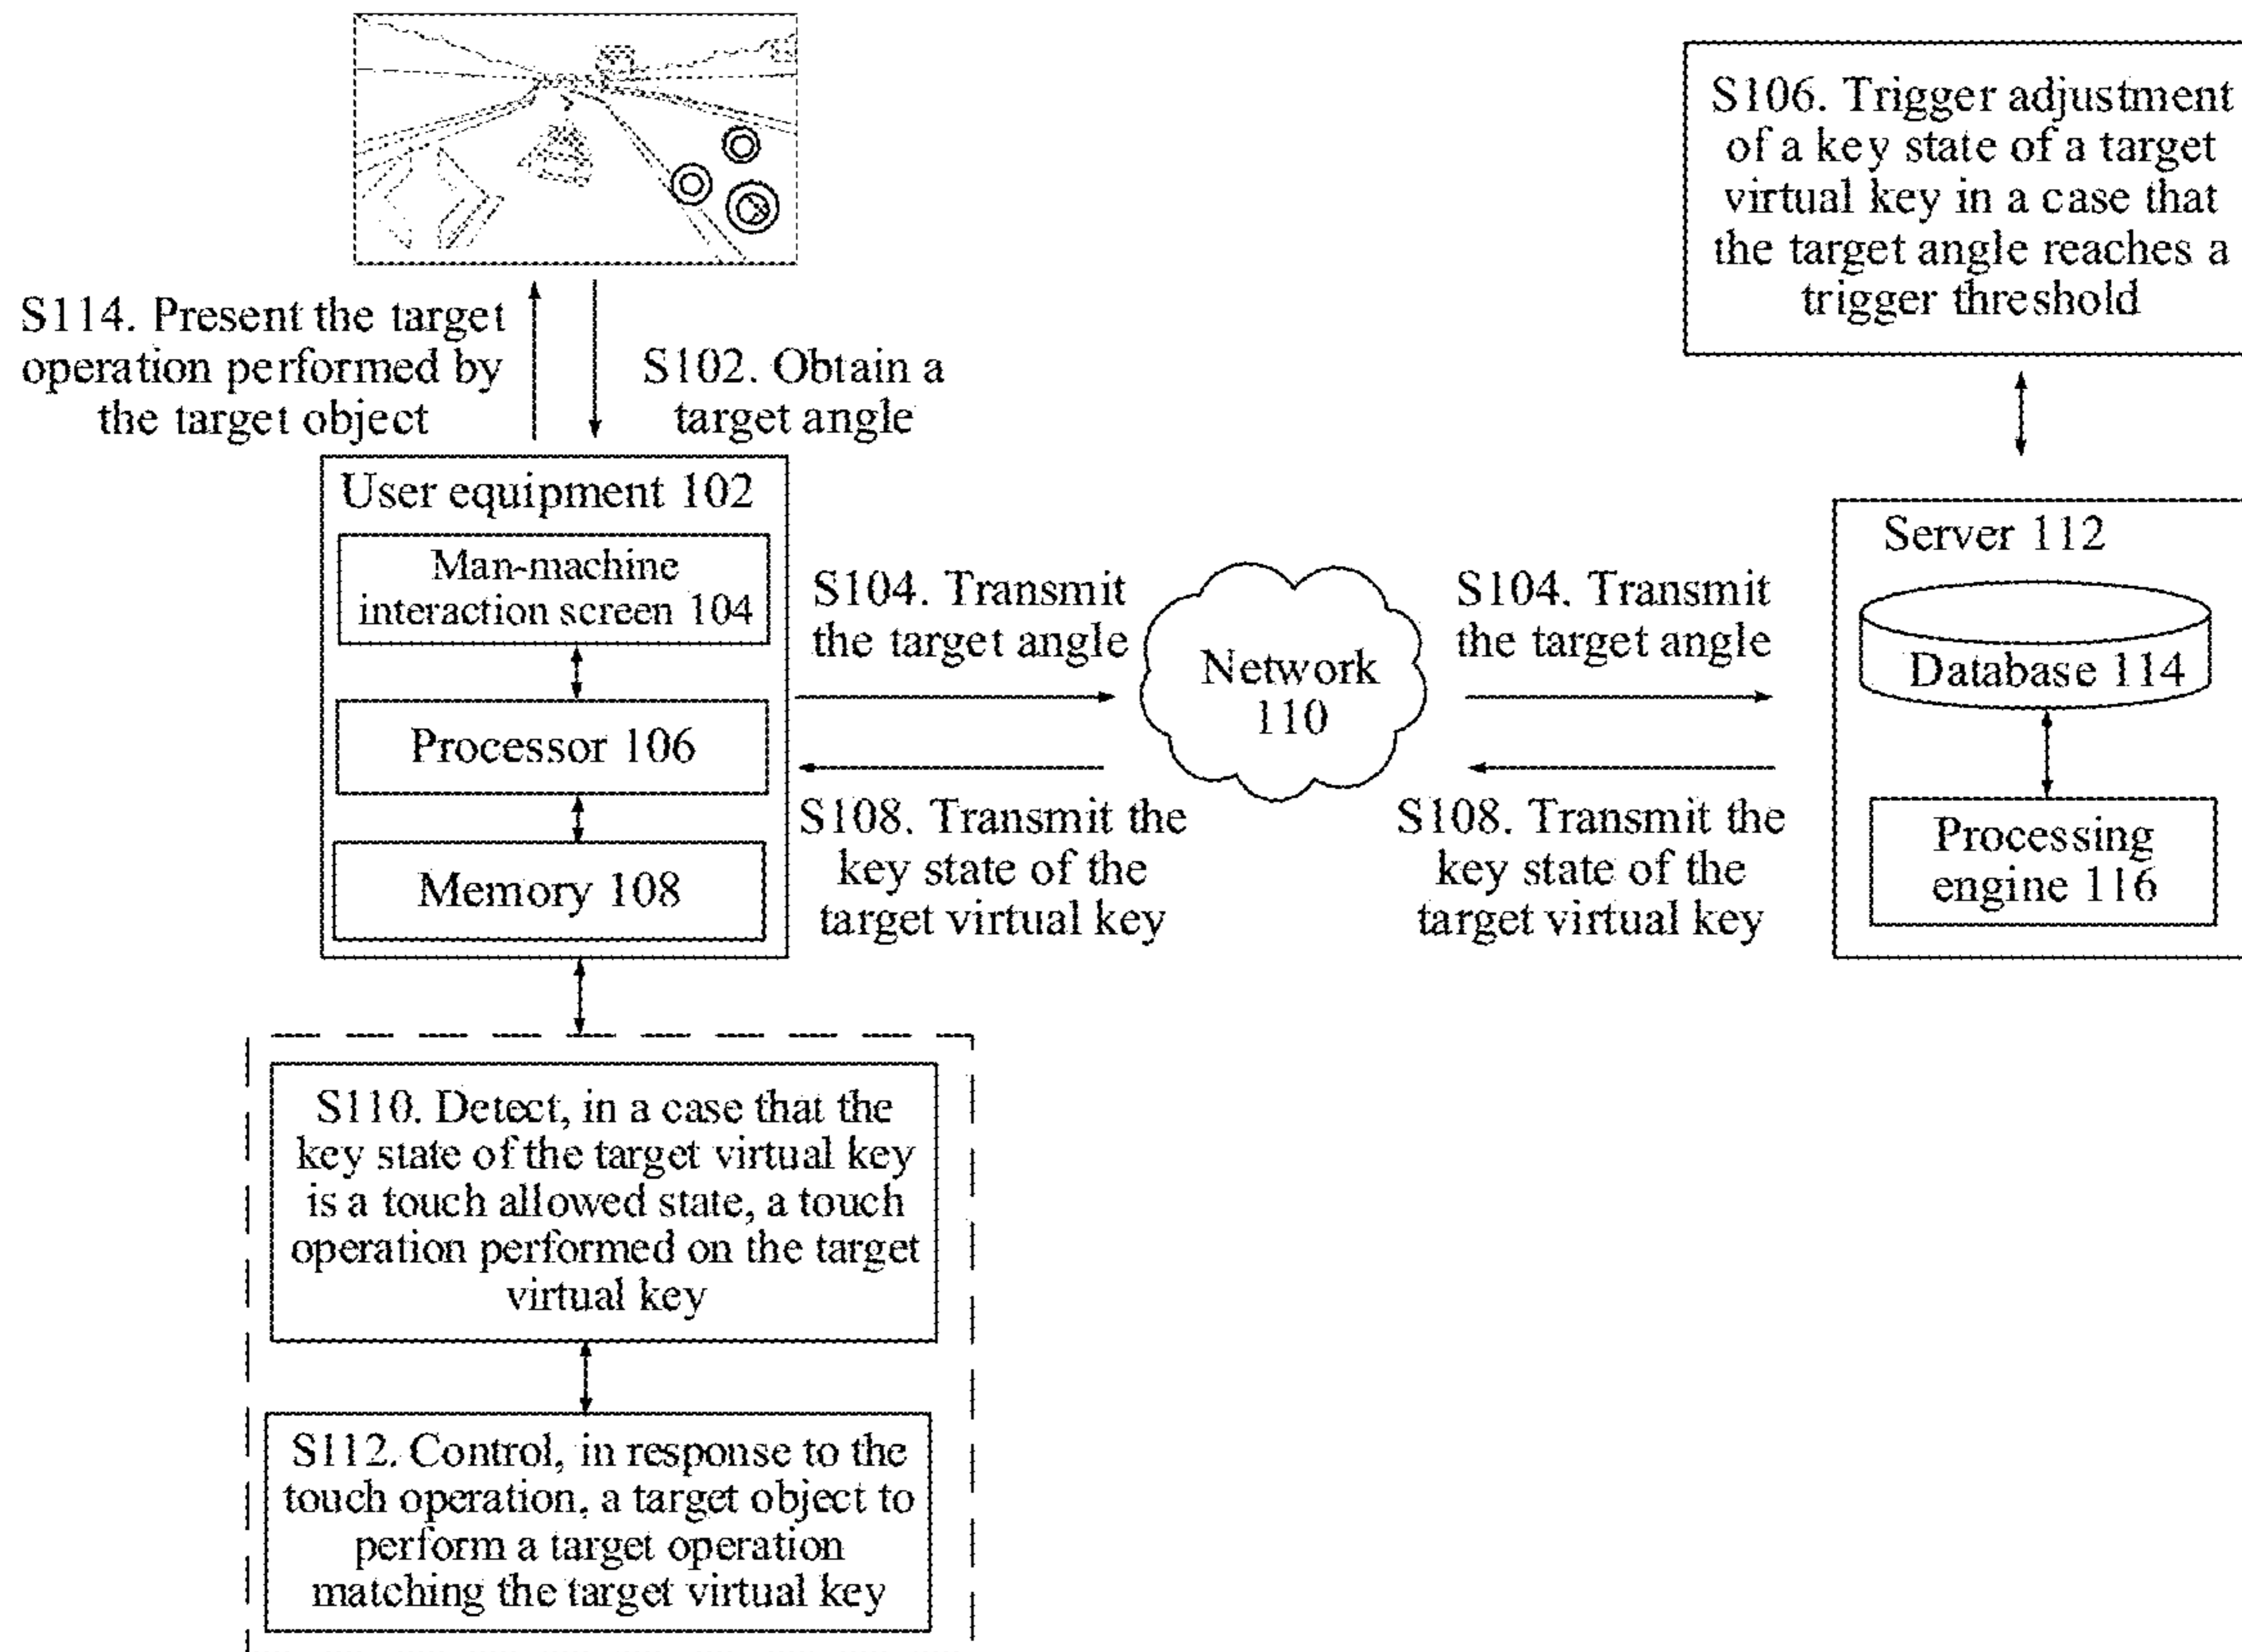 S114. Present the target
operation performed by
the target object
S102. Obtain a
target angle
S106. Trigger adjustment
of a key state of a target
virtual key in a case that
the target angle reaches a
trigger threshold
User equipment 102
Man-machine
interaction screen 104
Processor 106
Memory 108
S104. Transmit
the target angle
Network
110
S104. Transmit
the target angle
S108. Transmit the
key state of the
target virtual key
S108. Transmit the
key state of the
target virtual key
Server 112
Database 114
Processing
engine 116
S110. Detect, in a case that the
key state of the target virtual key
is a touch allowed state, a touch
operation performed on the target
virtual key
S112. Control, in response to the
touch operation, a target object to
perform a target operation
matching the target virtual key